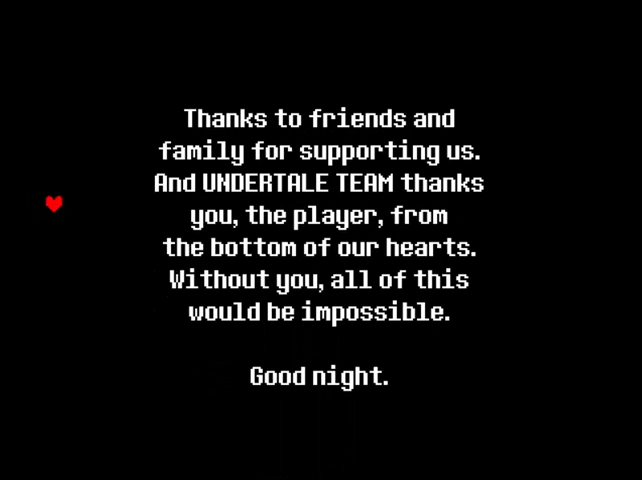 Thanks to friends and
family for supporting us.
And UNDERTALE TEAM thanks
you, the player, from
the bottom of our hearts.
Without you, all of this
would be impossible.
Good night.